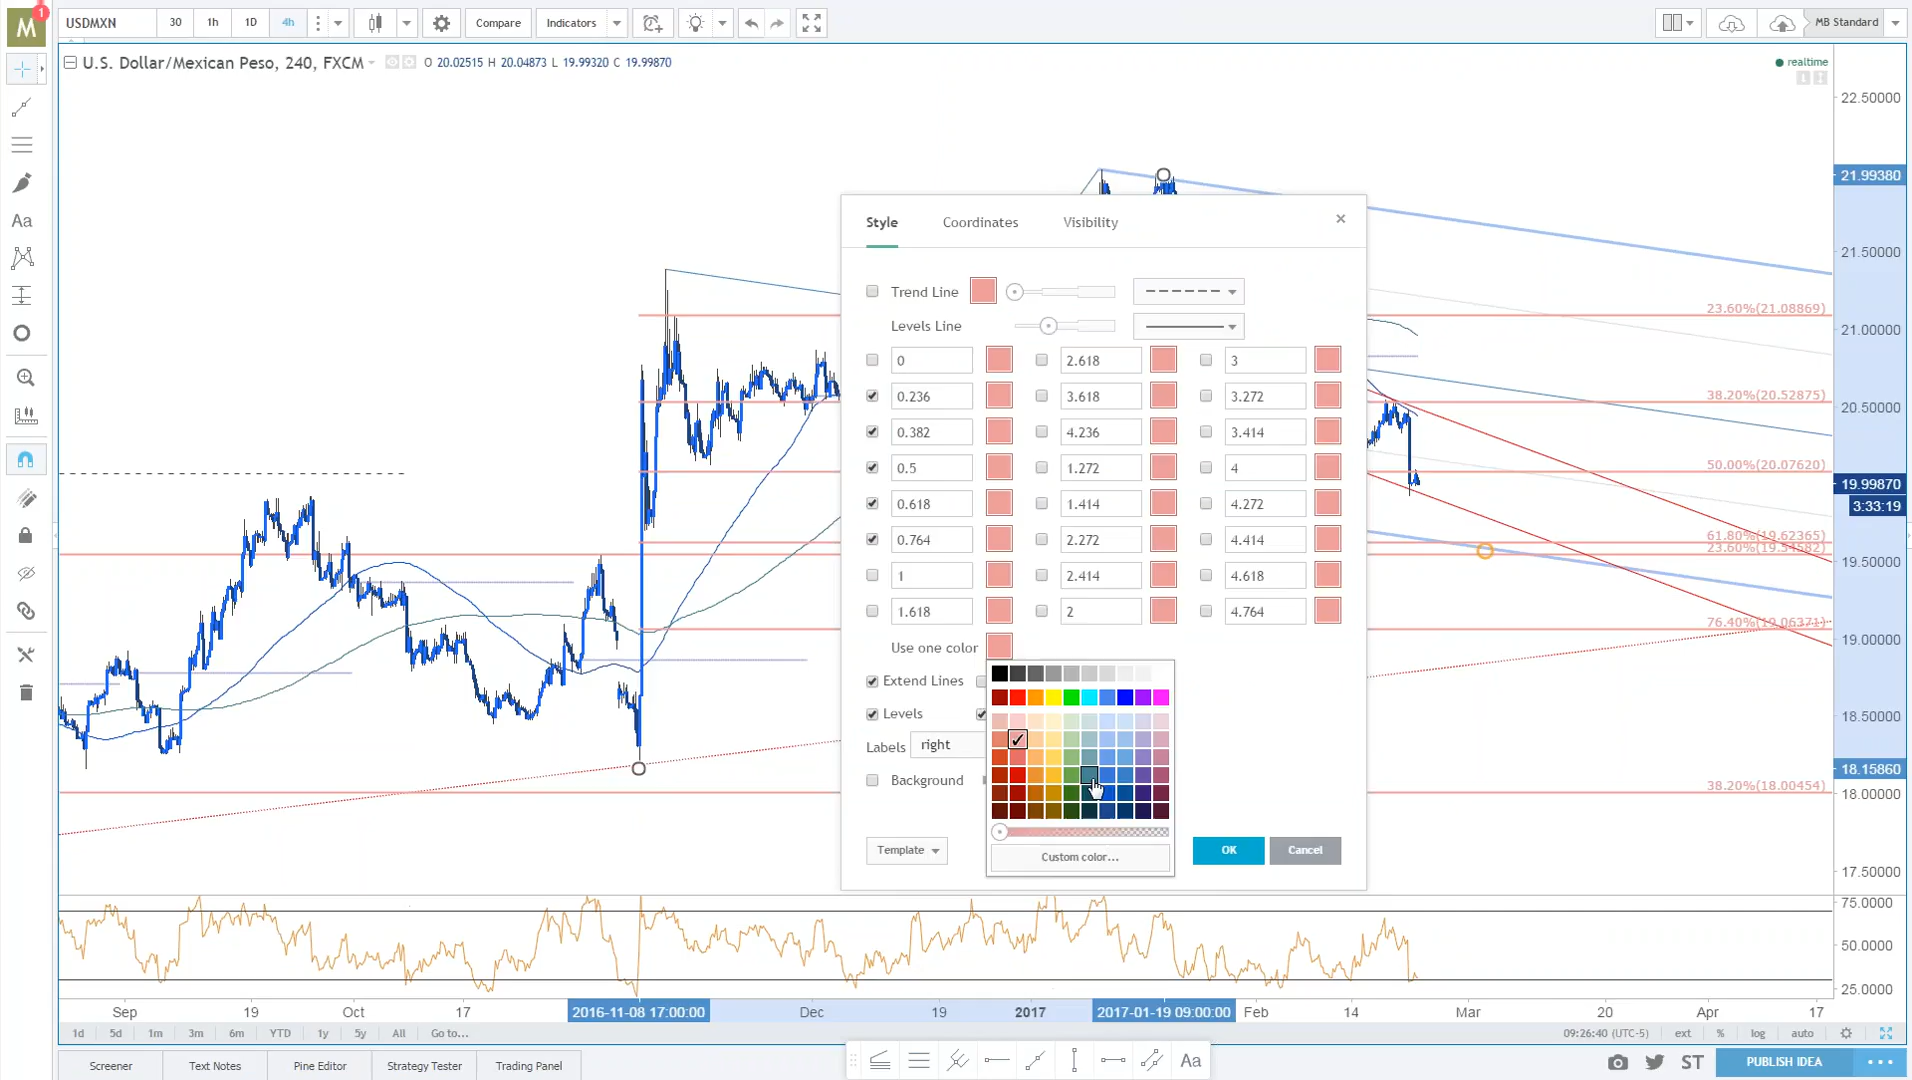 M 1
USDMXN 30 1h 1D 4h Compare Indicators MB Standard
U.S. Dollar/Mexican Peso, 240, FXCM O 20.02515 H 20.04873 L 19.99320 C 19.99870
realtime
22.50000
21.99380
21.50000
21.00000
20.50000
19.99870
3:33:19
19.50000
19.00000
18.50000
18.15860
18.00000
17.50000
75.0000
50.0000
25.0000
23.60%(21.08869)
38.20%(20.52875)
50.00%(20.07620)
61.80%(19.62365)
23.60%(19.54582)
76.40%(19.06371)
38.20%(18.00454)
Style Coordinates Visibility
Trend Line
Levels Line
0 2.618 3
0.236 3.618 3.272
0.382 4.236 3.414
0.5 1.272 4
0.618 1.414 4.272
0.764 2.272 4.414
1 2.414 4.618
1.618 2 4.764
Use one color
Extend Lines
Levels
Labels right
Background
Custom color...
Template OK Cancel
Sep 19 Oct 17 2016-11-08 17:00:00 Dec 19 2017 2017-01-19 09:00:00 Feb 14 Mar 20 Apr 17
1d 5d 1m 3m 6m YTD 1y 5y All Go to... 09:26:40 (UTC-5) ext % log auto
Screener Text Notes Pine Editor Strategy Tester Trading Panel Aa ST PUBLISH IDEA
Aa